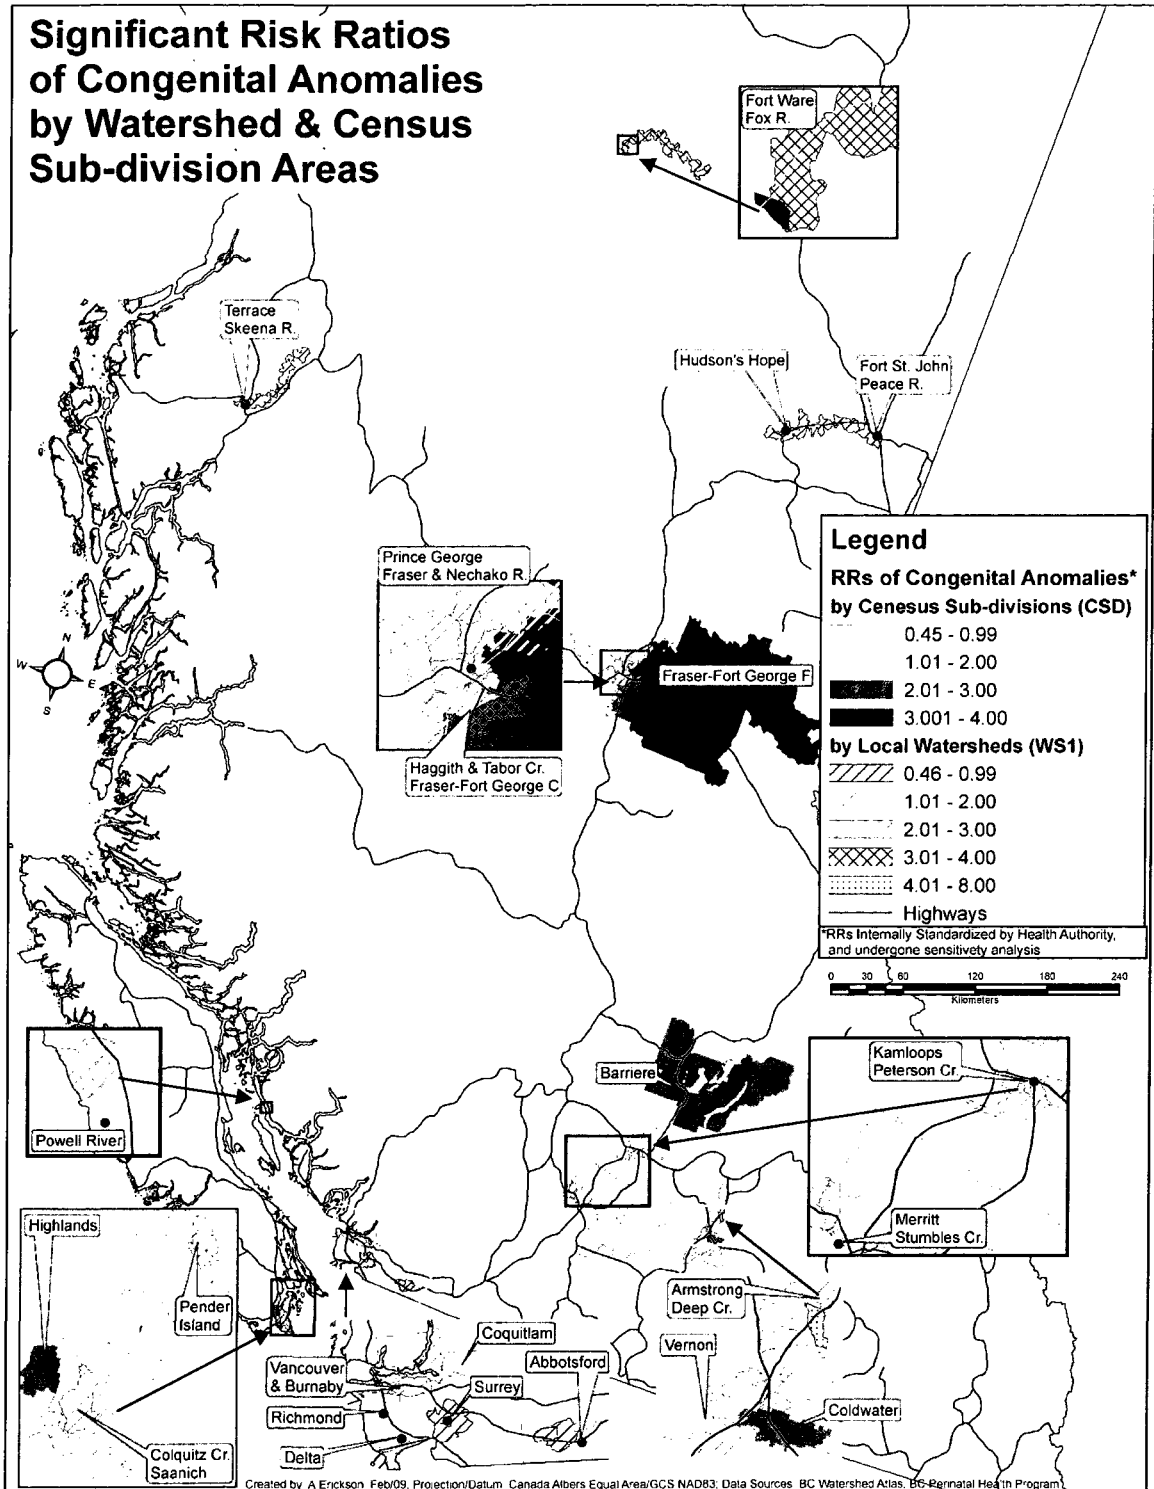 Significant Risk Ratios
of Congenital Anomalies
by Watershed & Census
Sub-division Areas
Fort Ware
Fox R.
Terrace
Skeena R.
Hudson's Hope
Fort St. John
Peace R.
Prince George
Fraser & Nechako R.
Fraser-Fort George F
Haggith & Tabor Cr.
Fraser-Fort George C
N
W
E
S
Legend
RRs of Congenital Anomalies*
by Cenesus Sub-divisions (CSD)
0.45 - 0.99
1.01 - 2.00
2.01 - 3.00
3.001 - 4.00
by Local Watersheds (WS1)
0.46 - 0.99
1.01 - 2.00
2.01 - 3.00
3.01 - 4.00
4.01 - 8.00
Highways
*RRs Internally Standardized by Health Authority,
and undergone sensitivety analysis
0 30 60 120 180 240
Kilometers
Barriere
Kamloops
Peterson Cr.
Merritt
Stumbles Cr.
Powell River
Highlands
Pender
Island
Colquitz Cr.
Saanich
Armstrong
Deep Cr.
Vernon
Coldwater
Coquitlam
Vancouver
& Burnaby
Abbotsford
Surrey
Richmond
Delta
Created by A Erickson Feb/09, Projection/Datum Canada Albers Equal Area/GCS NAD83; Data Sources BC Watershed Atlas, BC Perinatal Health Program